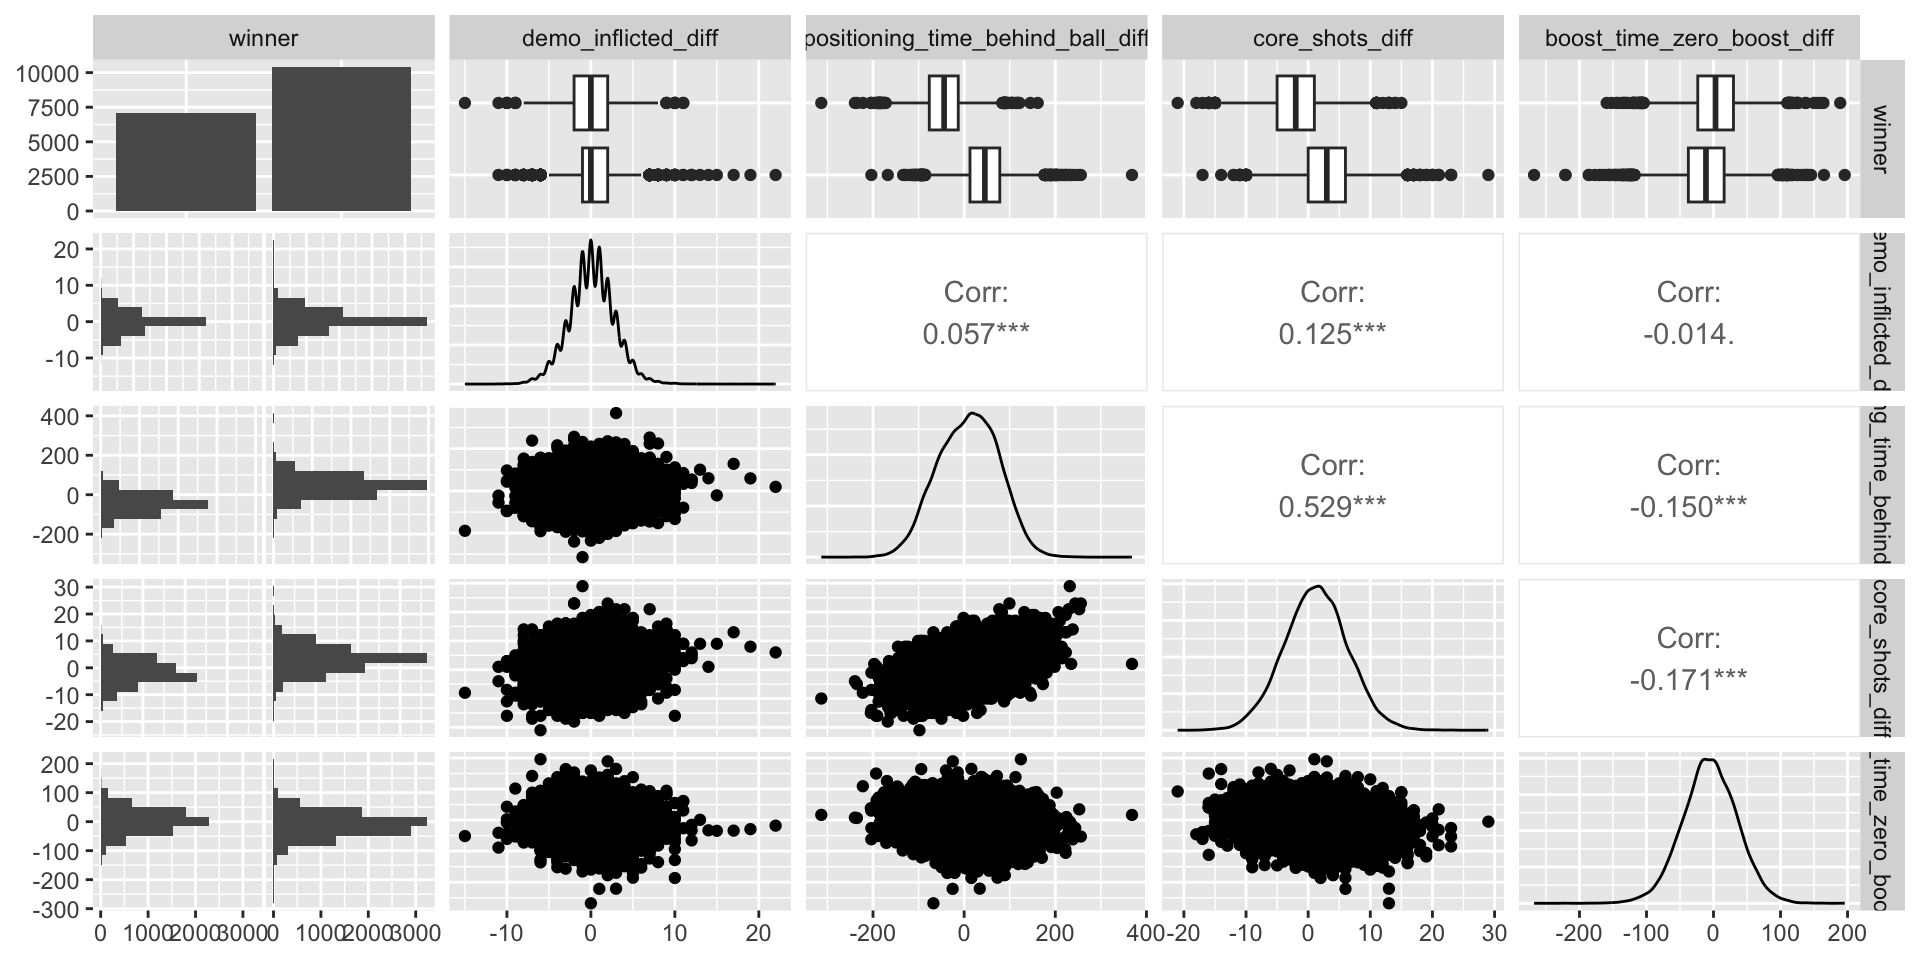 winner
demo_inflicted_diff
positioning_time_behind_ball_diff
core_shots_diff
boost_time_zero_boost_diff
10000
7500
5000
2500
0
winner
20
10
0
-10
Corr:
0.057***
Corr:
0.125***
Corr:
-0.014.
emo_inflicted_d
400
200
0
-200
Corr:
0.529***
Corr:
-0.150***
ng_time_behind
30
20
10
0
-10
-20
Corr:
-0.171***
core_shots_diff
200
100
0
-100
-200
-300
_time_zero_boo
0 1000 2000 3000 0 1000 2000 3000
-10 0 10 20
-200 0 200 400
-20 -10 0 10 20 30
-200 -100 0 100 200